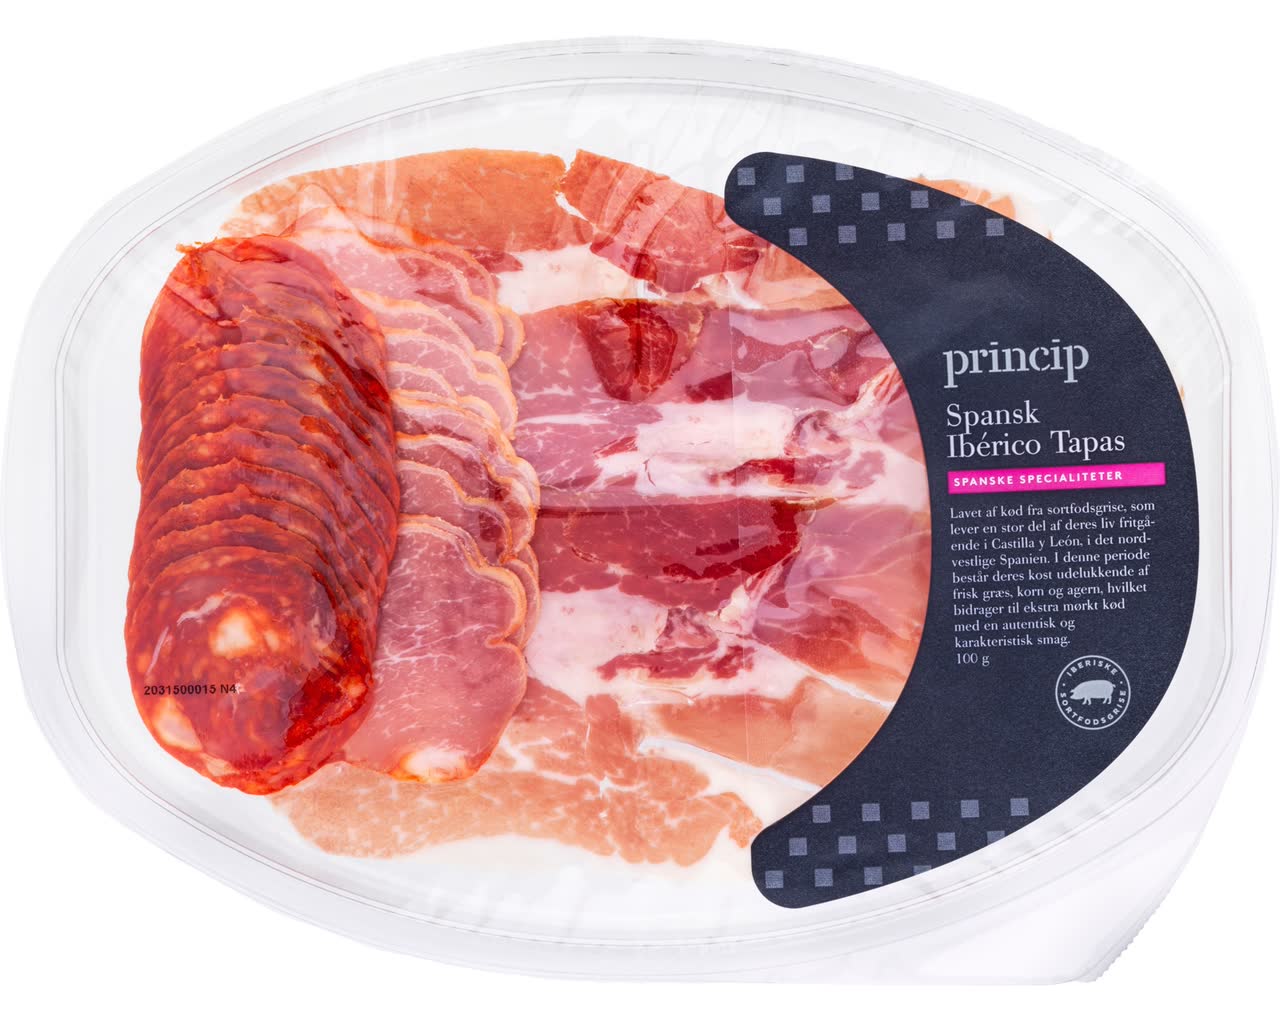 princip
Spansk
Ibérico Tapas
SPANSKE SPECIALITETER
Lavet af kød fra sortfodsgrise, som
lever en stor del af deres liv fritgå-
ende i Castilla y León, i det nord-
vestlige Spanien. I denne periode
består deres kost udelukkende af
frisk græs, korn og agern, hvilket
bidrager til ekstra mørkt kød
med en autentisk og
karakteristisk smag.
100 g
· IBERISKE ·
SORTFODSGRISE
2031500015 N4